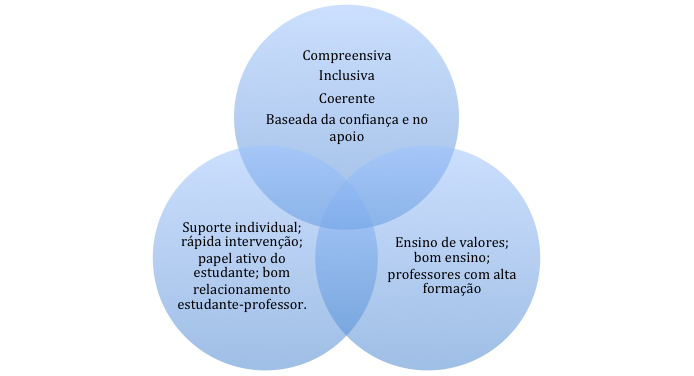 Compreensiva
Inclusiva
Coerente
Baseada da confiança e no
apoio
Suporte individual;
rápida intervenção;
papel ativo do
estudante; bom
relacionamento
estudante-professor.
Ensino de valores;
bom ensino;
professores com alta
formação